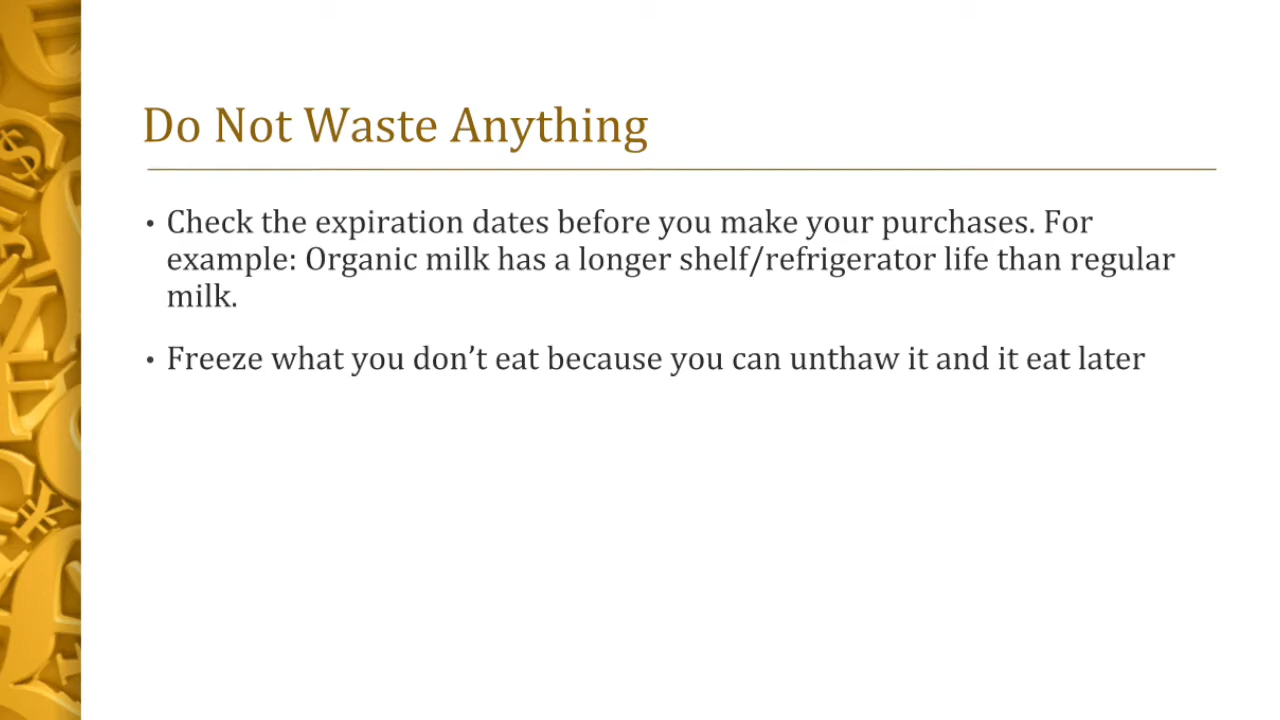 Do Not Waste Anything
• Check the expiration dates before you make your purchases. For
example: Organic milk has a longer shelf/refrigerator life than regular
milk.
• Freeze what you don’t eat because you can unthaw it and it eat later